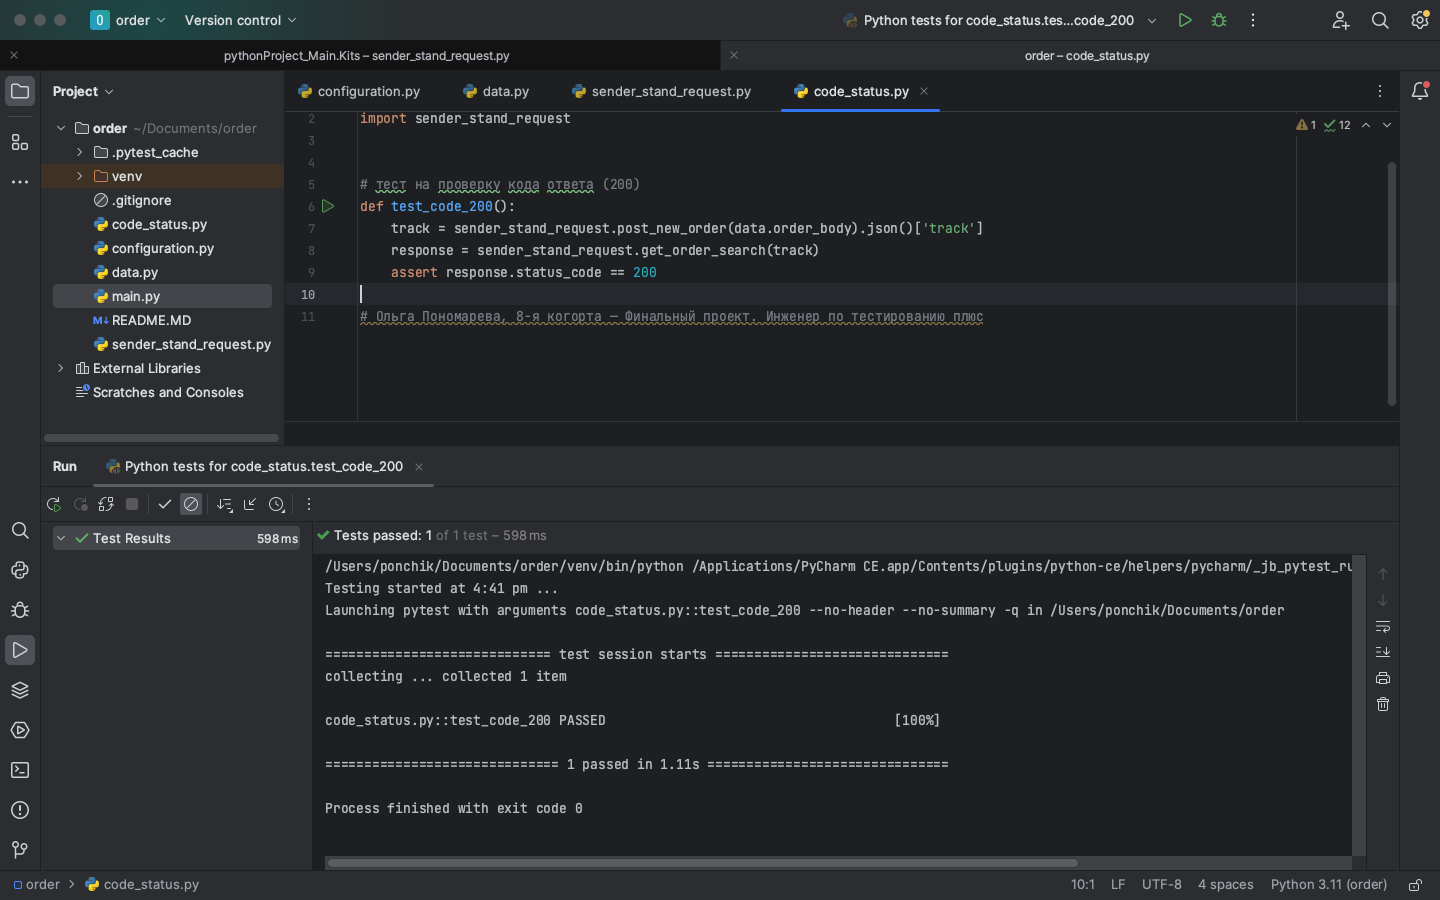 order
Version control
Python tests for code_status.tes...code_200
pythonProject_Main.Kits – sender_stand_request.py
order – code_status.py
Project
configuration.py
data.py
sender_stand_request.py
code_status.py
order ~/Documents/order
.pytest_cache
venv
.gitignore
code_status.py
configuration.py
data.py
main.py
README.MD
sender_stand_request.py
External Libraries
Scratches and Consoles
1 12
2 import sender_stand_request
3
4
5 # тест на проверку кода ответа (200)
6 def test_code_200():
7 track = sender_stand_request.post_new_order(data.order_body).json()['track']
8 response = sender_stand_request.get_order_search(track)
9 assert response.status_code == 200
10
11 # Ольга Пономарева, 8-я когорта — Финальный проект. Инженер по тестированию плюс
Run
Python tests for code_status.test_code_200
Test Results 598 ms
Tests passed: 1 of 1 test – 598 ms
/Users/ponchik/Documents/order/venv/bin/python /Applications/PyCharm CE.app/Contents/plugins/python-ce/helpers/pycharm/_jb_pytest_ru
Testing started at 4:41 pm ...
Launching pytest with arguments code_status.py::test_code_200 --no-header --no-summary -q in /Users/ponchik/Documents/order
============================= test session starts ==============================
collecting ... collected 1 item
code_status.py::test_code_200 PASSED [100%]
============================== 1 passed in 1.11s ===============================
Process finished with exit code 0
order
code_status.py
10:1 LF UTF-8 4 spaces Python 3.11 (order)